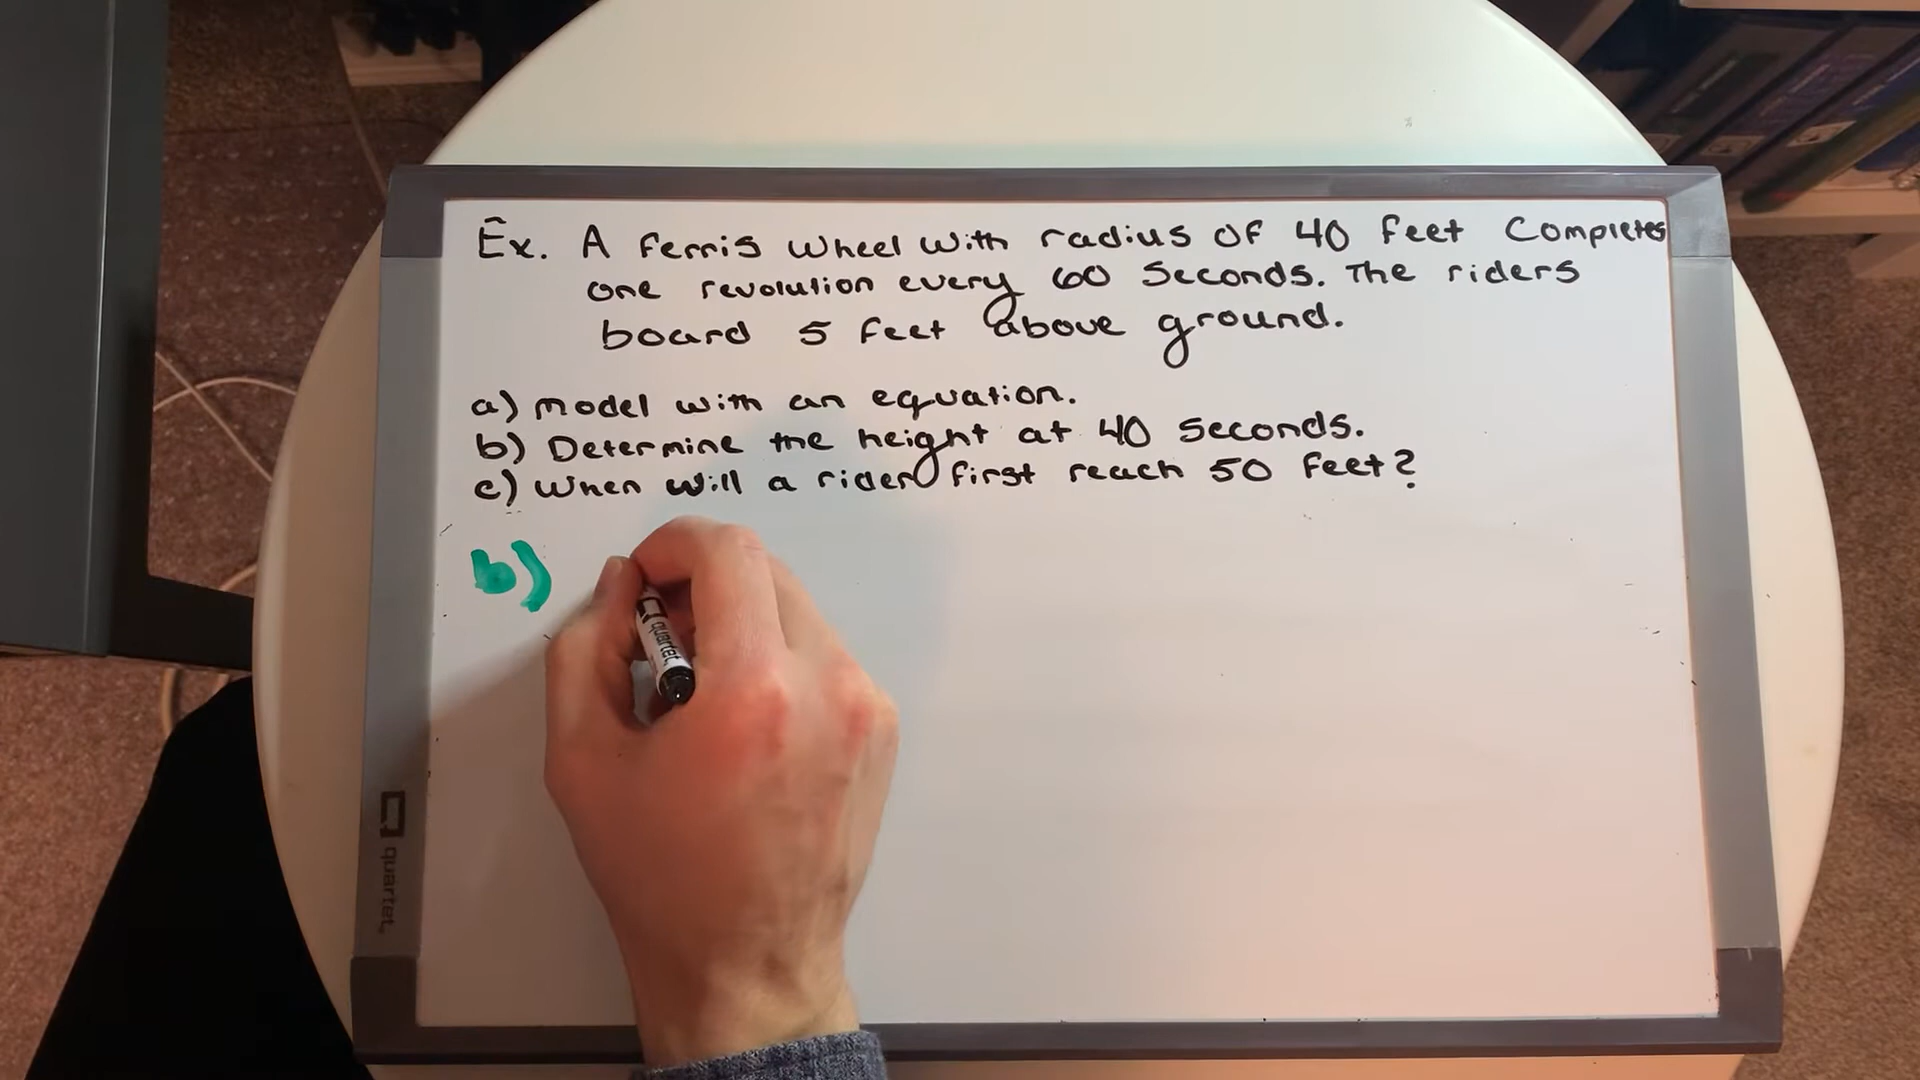 Ex. A Ferris wheel with radius of 40 feet completes
one revolution every 60 seconds. The riders
board 5 feet above ground.
a) model with an equation.
b) Determine the height at 40 seconds.
c) when will a rider first reach 50 feet?
b)
quartet
quartet